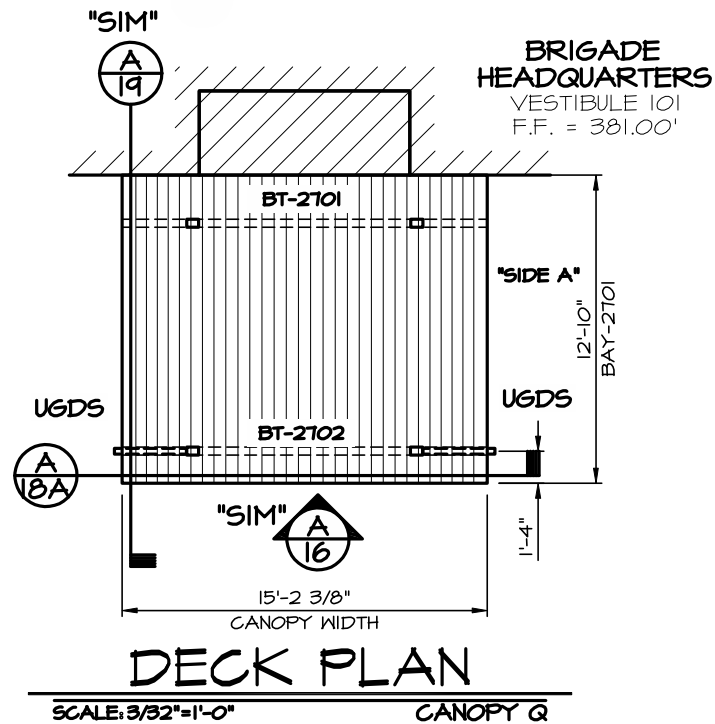 "SIM"
A
19
BRIGADE
HEADQUARTERS
VESTIBULE 101
F.F. = 381.00'
BT-2701
"SIDE A"
12'-10"
BAY-2701
UGDS
UGDS
BT-2702
A
18A
"SIM"
A
16
1'-4"
15'-2 3/8"
CANOPY WIDTH
DECK PLAN
SCALE: 3/32"=1'-0"
CANOPY Q